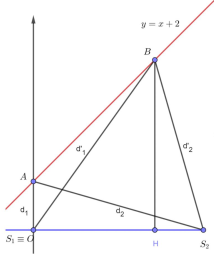 y = x + 2
B
d'₁
d'₂
A
d₁
d₂
S₁ ≡ O
H
S₂